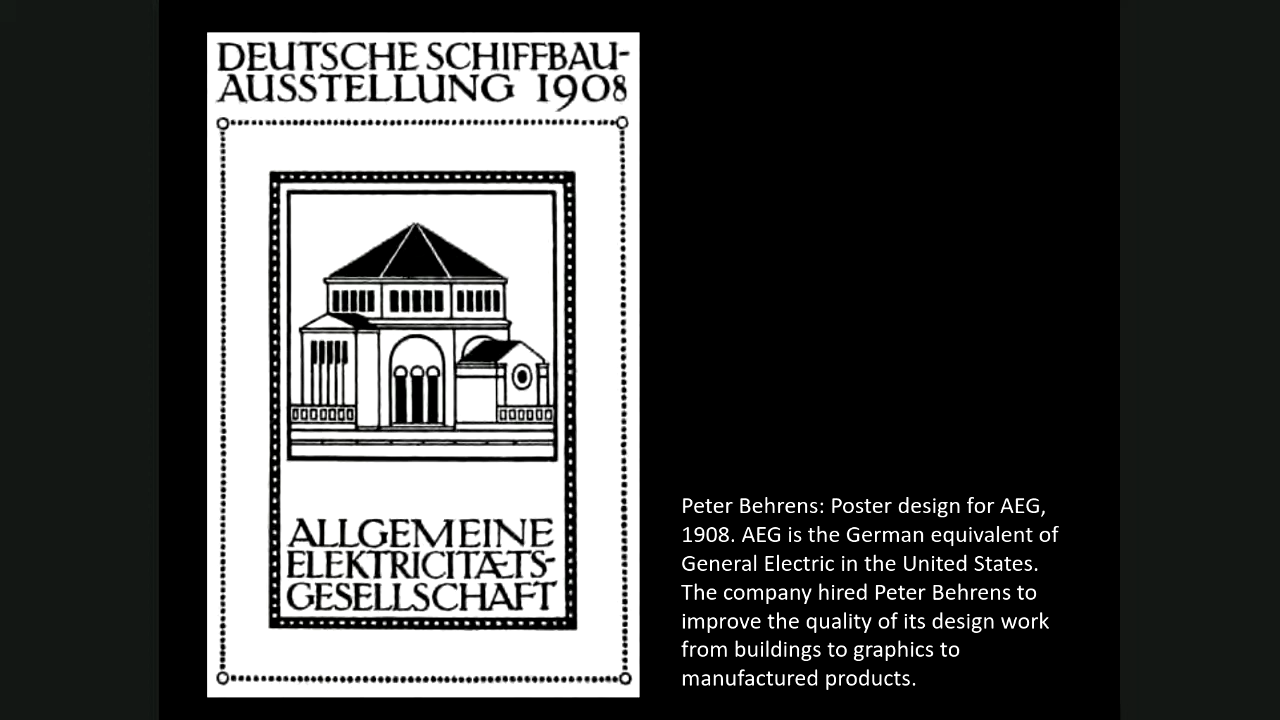 DEUTSCHE SCHIFFBAU-
AUSSTELLUNG 1908
ALLGEMEINE
ELEKTRICITÆTS-
GESELLSCHAFT
Peter Behrens: Poster design for AEG,
1908. AEG is the German equivalent of
General Electric in the United States.
The company hired Peter Behrens to
improve the quality of its design work
from buildings to graphics to
manufactured products.